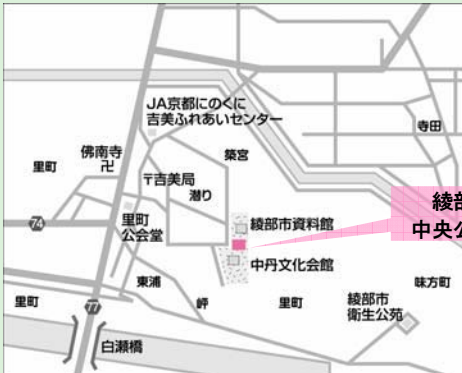 JA京都にのくに
吉美ふれあいセンター
寺田
佛南寺
卍
築宮
里町
〒吉美局
潜り
綾部
中央公
74
里町
公会堂
綾部市資料館
中丹文化会館
東浦
味方町
里町
岬
里町
綾部市
衛生公苑
77
白瀬橋